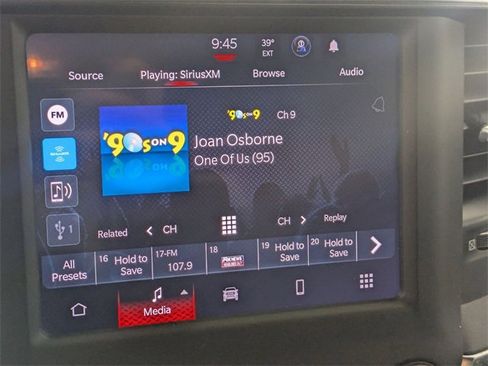 9:45 39° EXT
Source Playing: SiriusXM Browse Audio
FM
'90s ON 9 Ch 9
'90s ON 9
Joan Osborne
One Of Us (95)
1
Related CH CH Replay
All Presets
16 Hold to Save
17-FM 107.9
18
19 Hold to Save
20 Hold to Save
Media